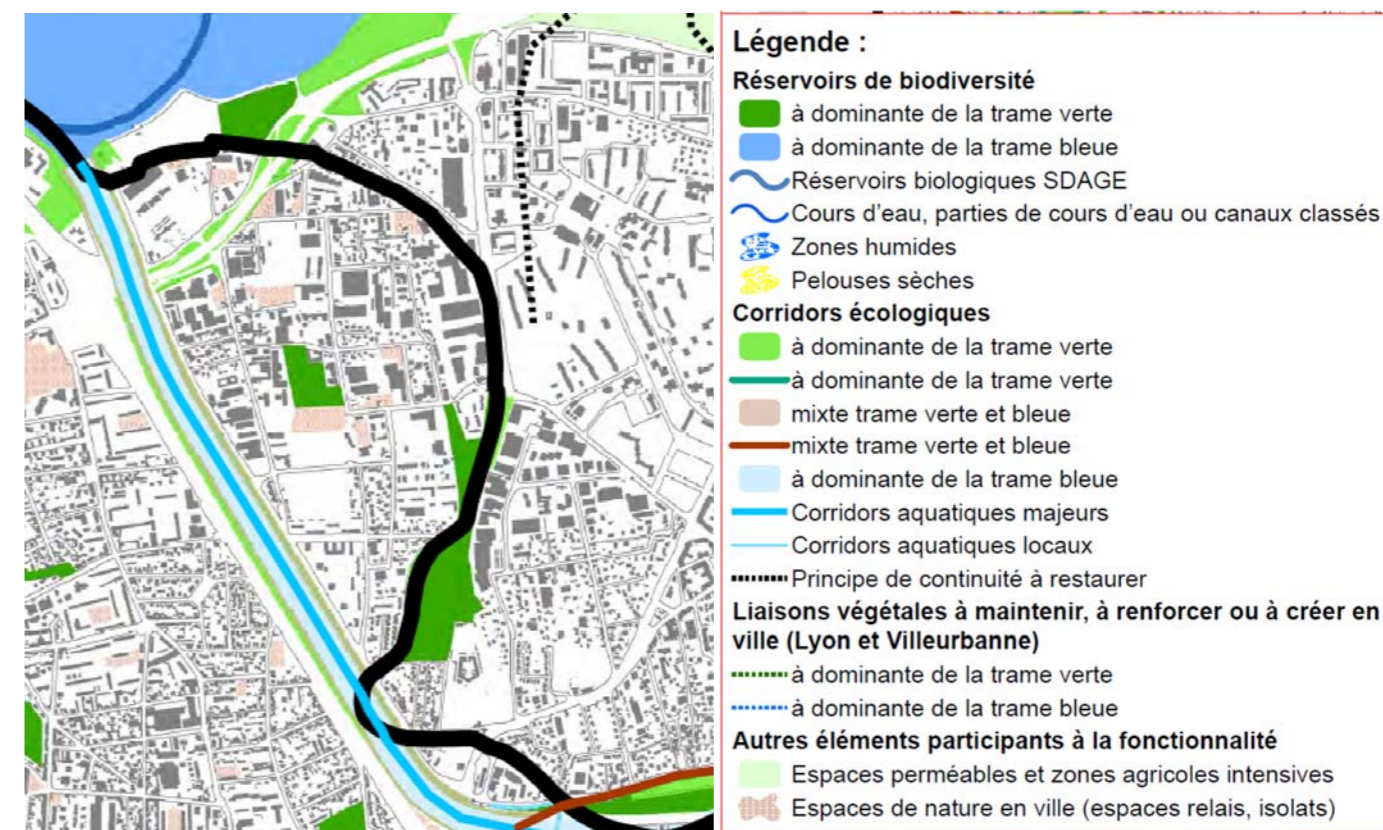 Légende :
Réservoirs de biodiversité
à dominante de la trame verte
à dominante de la trame bleue
Réservoirs biologiques SDAGE
Cours d'eau, parties de cours d'eau ou canaux classés
Zones humides
Pelouses sèches
Corridors écologiques
à dominante de la trame verte
à dominante de la trame verte
mixte trame verte et bleue
mixte trame verte et bleue
à dominante de la trame bleue
Corridors aquatiques majeurs
Corridors aquatiques locaux
Principe de continuité à restaurer
Liaisons végétales à maintenir, à renforcer ou à créer en
ville (Lyon et Villeurbanne)
à dominante de la trame verte
à dominante de la trame bleue
Autres éléments participants à la fonctionnalité
Espaces perméables et zones agricoles intensives
Espaces de nature en ville (espaces relais, isolats)